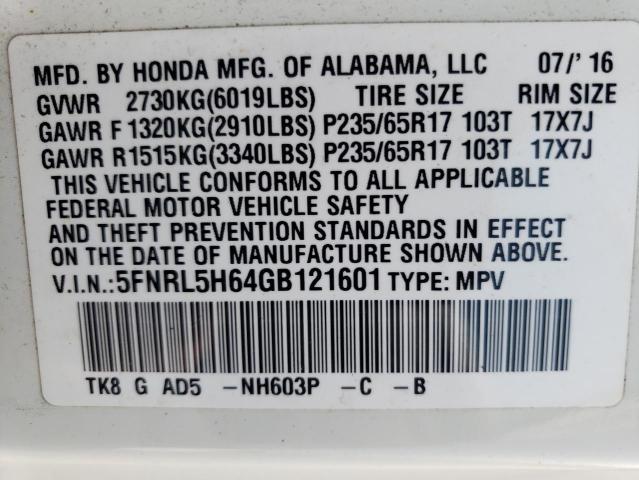 MFD. BY HONDA MFG. OF ALABAMA, LLC 07/' 16
GVWR 2730KG(6019LBS) TIRE SIZE RIM SIZE
GAWR F 1320KG(2910LBS) P235/65R17 103T 17X7J
GAWR R1515KG(3340LBS) P235/65R17 103T 17X7J
THIS VEHICLE CONFORMS TO ALL APPLICABLE
FEDERAL MOTOR VEHICLE SAFETY
AND THEFT PREVENTION STANDARDS IN EFFECT
ON THE DATE OF MANUFACTURE SHOWN ABOVE.
V.I.N.:5FNRL5H64GB121601 TYPE: MPV
TK8 G AD5 -NH603P -C -B